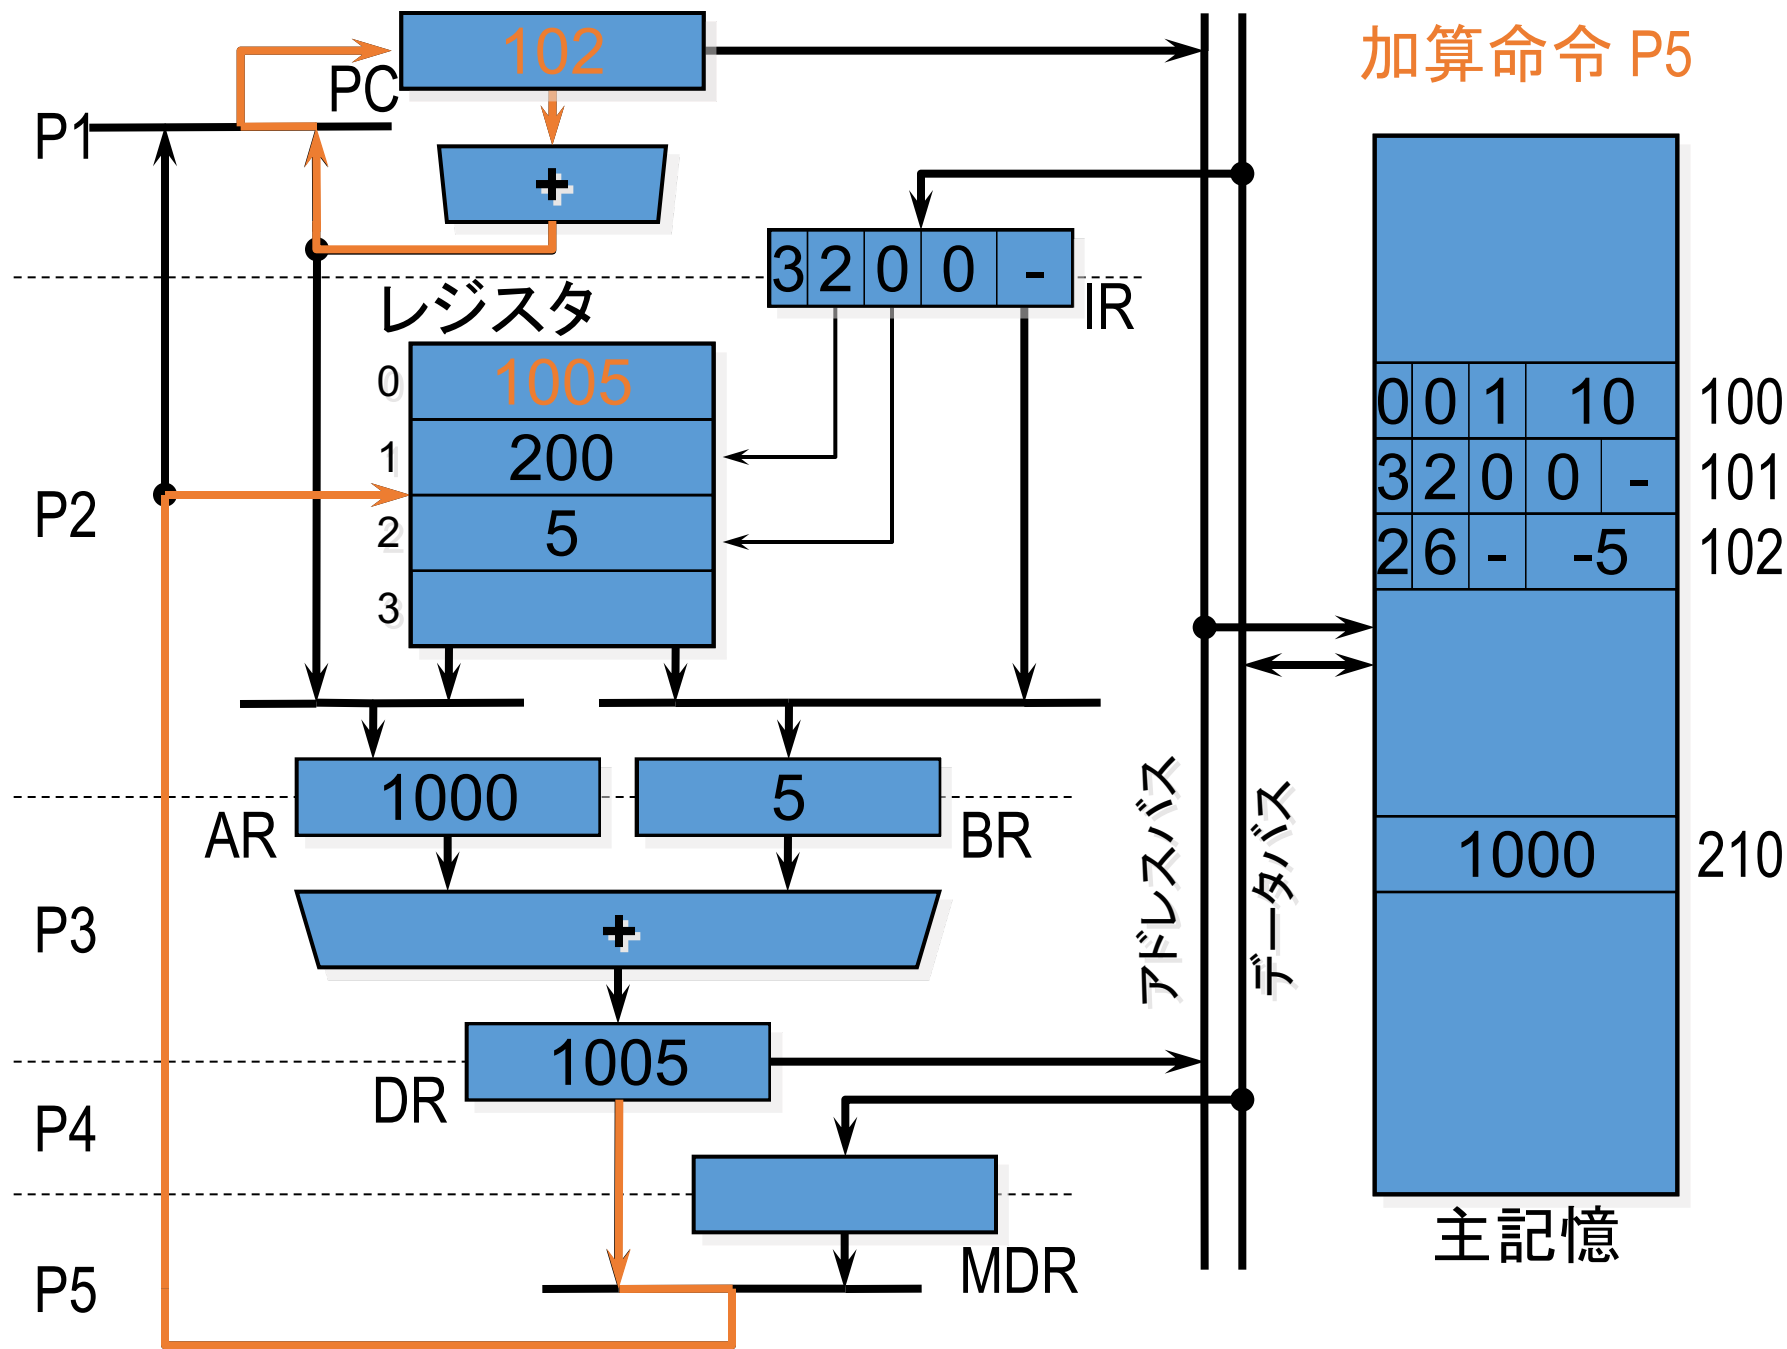 102
加算命令 P5
PC
P1
+
3 2 0 0 -
IR
レジスタ
0 1005
1 200
2 5
3
P2
0 0 1 10 100
3 2 0 0 - 101
2 6 - -5 102
1000
5
AR
BR
アドレスバス
データバス
1000 210
P3
+
1005
DR
P4
MDR
主記憶
P5